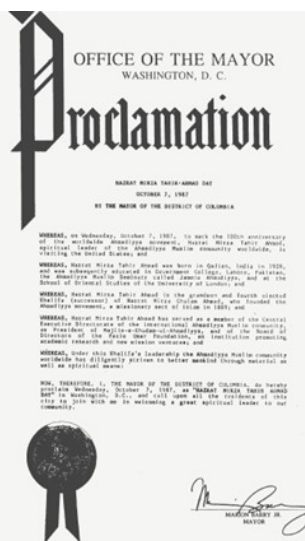 OFFICE OF THE MAYOR
WASHINGTON, D. C.
Proclamation
HAZRAT MIRZA TAHIR AHMAD DAY
OCTOBER 7, 1987
BY THE MAYOR OF THE DISTRICT OF COLUMBIA
WHEREAS, on Wednesday, October 7, 1987, to mark the 100th anniversary
of the worldwide Ahmadiyya movement, Hazrat Mirza Tahir Ahmad,
spiritual leader of the Ahmadiyya Muslim community worldwide, is
visiting the United States; and
WHEREAS, Hazrat Mirza Tahir Ahmad was born in Qadian, India in 1928,
and was subsequently educated in Government College, Lahore, Pakistan,
the Ahmadiyya Muslim Seminary called Jamia Ahmadiyya, and at the
School of Oriental Studies of the University of London; and
WHEREAS, Hazrat Mirza Tahir Ahmad is the grandson and fourth elected
Khalifa (successor) of Hazrat Mirza Ghulam Ahmad, who founded the
Ahmadiyya movement, a missionary sect of Islam in 1889; and
WHEREAS, Hazrat Mirza Tahir Ahmad has served as a member of the Central
Executive Directorate of the international Ahmadiyya Muslim community,
as President of Majlis-e-Khudam-ul-Ahmadiyya, and of the Board of
Directors of the Fazle Umar Foundation, an institution promoting
academic research and new mission ventures; and
WHEREAS, Under this Khalifa's leadership the Ahmadiyya Muslim community
worldwide has diligently striven to better mankind through material as
well as spiritual means:
NOW, THEREFORE, I, THE MAYOR OF THE DISTRICT OF COLUMBIA, do hereby
proclaim Wednesday, October 7, 1987, as "HAZRAT MIRZA TAHIR AHMAD
DAY" in Washington, D.C., and call upon all the residents of this
city to join with me in welcoming a great spiritual leader to our
community.
MARION BARRY JR.
MAYOR